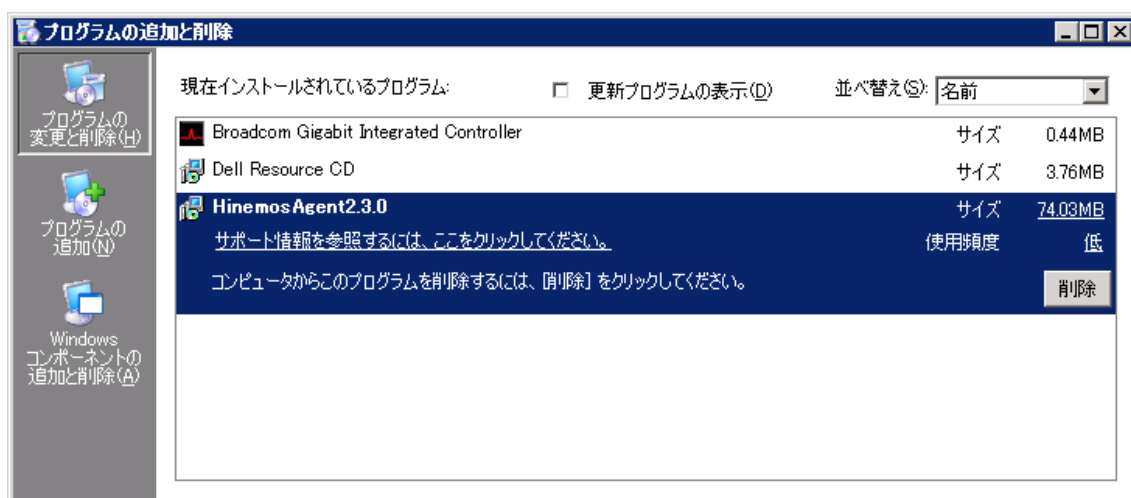 プログラムの追加と削除
プログラムの
変更と削除(H)
プログラムの
追加(N)
Windows
コンポーネントの
追加と削除(A)
現在インストールされているプログラム:
更新プログラムの表示(D)
並べ替え(S):
名前
Broadcom Gigabit Integrated Controller サイズ 0.44MB
Dell Resource CD サイズ 3.76MB
HinemosAgent2.3.0 サイズ 74.03MB
サポート情報を参照するには、ここをクリックしてください。 使用頻度 低
コンピュータからこのプログラムを削除するには、[削除] をクリックしてください。 削除